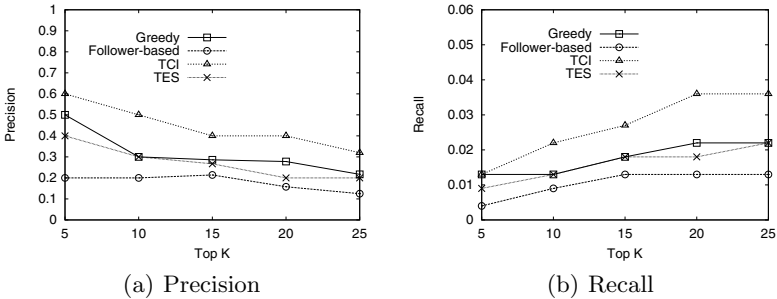 1
0.9
0.8
0.7
0.6
0.5
0.4
0.3
0.2
0.1
0
Precision
Greedy
Follower-based
TCI
TES
5 10 15 20 25
Top K
(a) Precision
0.06
0.05
0.04
0.03
0.02
0.01
0
Recall
Greedy
Follower-based
TCI
TES
5 10 15 20 25
Top K
(b) Recall